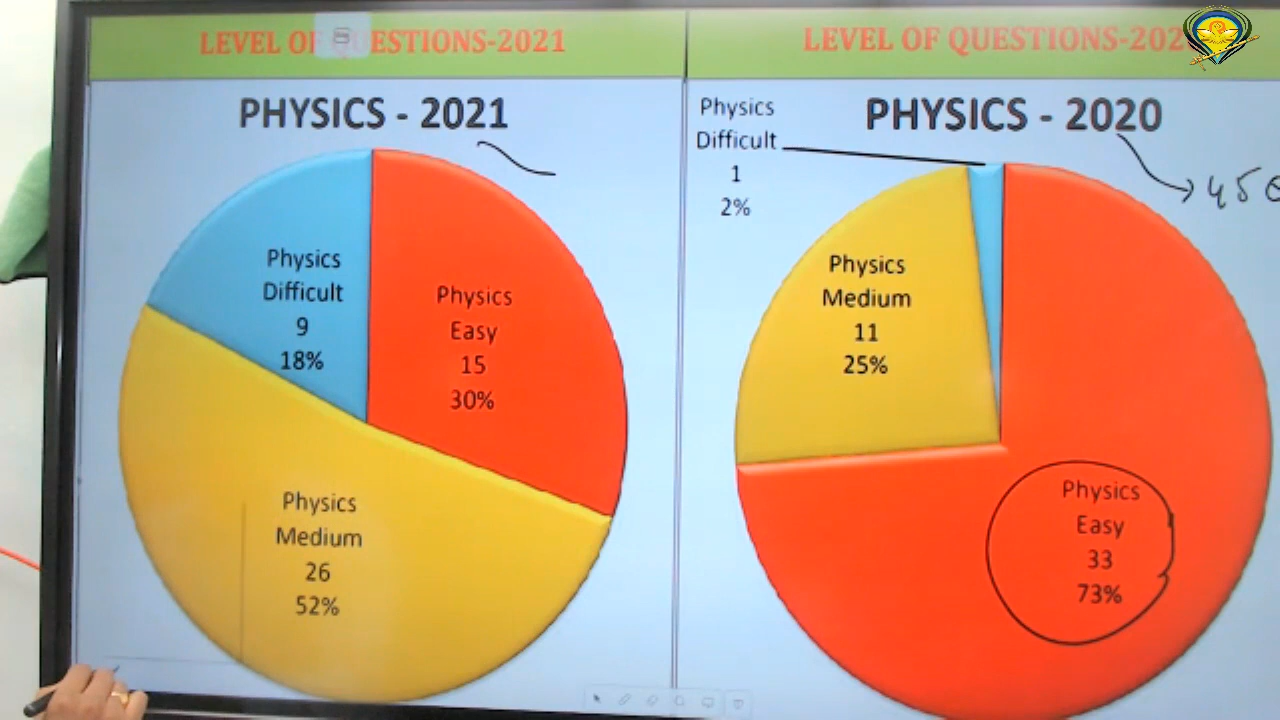 LEVEL OF QUESTIONS-2021
PHYSICS - 2021
Physics
Difficult
9
18%
Physics
Easy
15
30%
Physics
Medium
26
52%
LEVEL OF QUESTIONS-202
PHYSICS - 2020
Physics
Difficult
1
2%
Physics
Medium
11
25%
Physics
Easy
33
73%
45